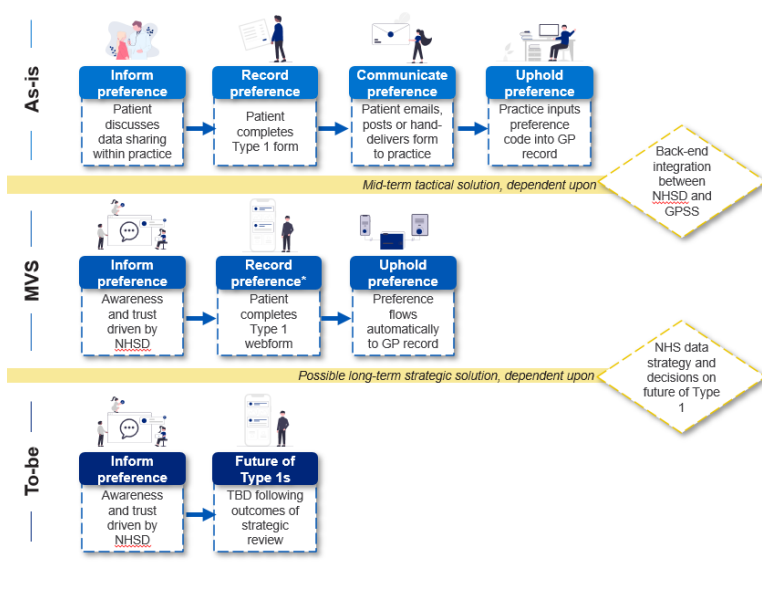 As-is
Inform
preference
Patient
discusses
data sharing
within practice
Record
preference
Patient
completes
Type 1 form
Communicate
preference
Patient emails,
posts or hand-
delivers form
to practice
Uphold
preference
Practice inputs
preference
code into GP
record
Mid-term tactical solution, dependent upon
Back-end
integration
between
NHSD and
GPSS
MVS
Inform
preference
Awareness
and trust
driven by
NHSD
Record
preference*
Patient
completes
Type 1
webform
Uphold
preference
Preference
flows
automatically
to GP record
Possible long-term strategic solution, dependent upon
NHS data
strategy and
decisions on
future of Type
1
To-be
Inform
preference
Awareness
and trust
driven by
NHSD
Future of
Type 1s
TBD following
outcomes of
strategic
review